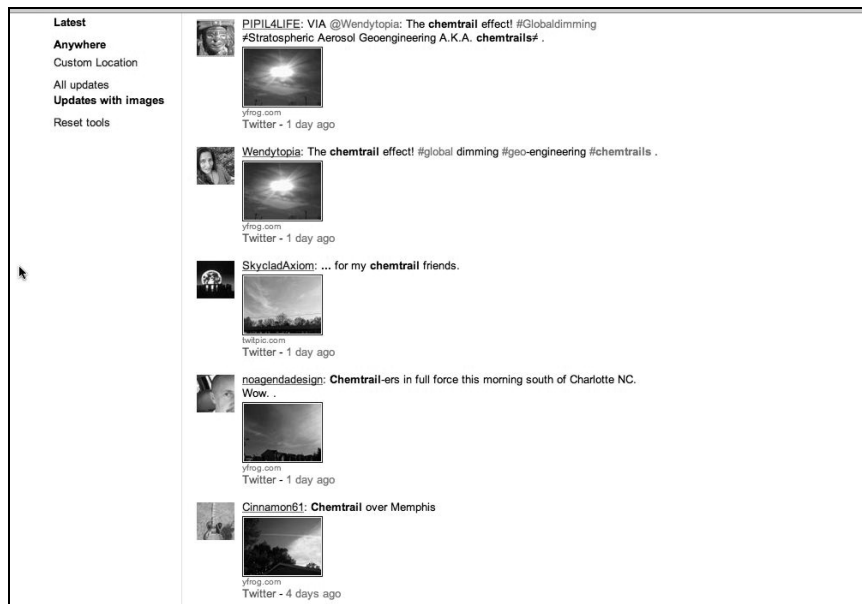 Latest
Anywhere
Custom Location
All updates
Updates with images
Reset tools
PIPIL4LIFE: VIA @Wendytopia: The chemtrail effect! #Globaldimming
≠Stratospheric Aerosol Geoengineering A.K.A. chemtrails≠ .
yfrog.com
Twitter - 1 day ago
Wendytopia: The chemtrail effect! #global dimming #geo-engineering #chemtrails .
yfrog.com
Twitter - 1 day ago
SkycladAxiom: ... for my chemtrail friends.
twitpic.com
Twitter - 1 day ago
noagendadesign: Chemtrail-ers in full force this morning south of Charlotte NC.
Wow. .
yfrog.com
Twitter - 1 day ago
Cinnamon61: Chemtrail over Memphis
yfrog.com
Twitter - 4 days ago